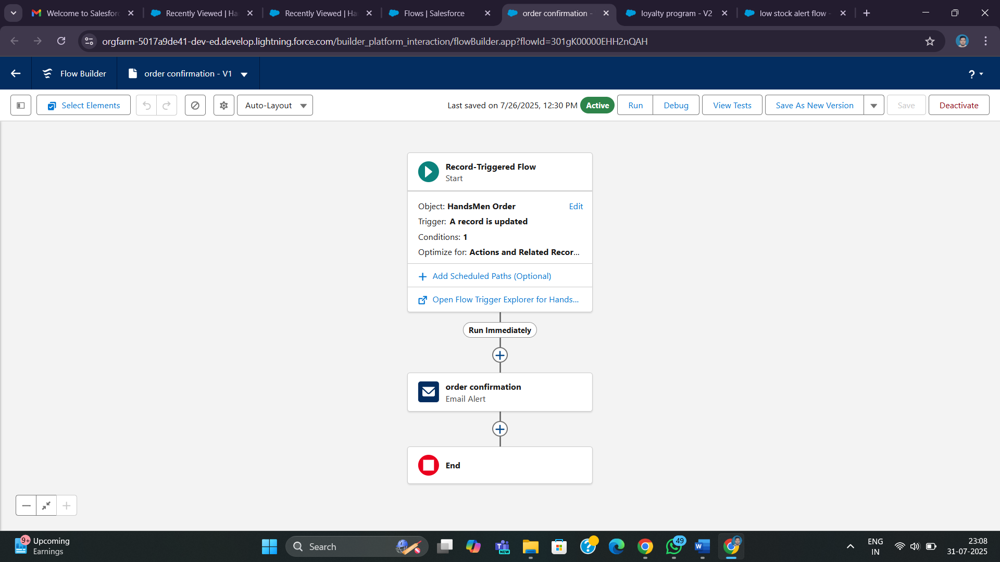 Welcome to Salesforc
Recently Viewed | Ha
Recently Viewed | Ha
Flows | Salesforce
order confirmation -
loyalty program - V2
low stock alert flow -
orgfarm-5017a9de41-dev-ed.develop.lightning.force.com/builder_platform_interaction/flowBuilder.app?flowId=301gK00000EHH2nQAH
Flow Builder
order confirmation - V1
?
Select Elements
Auto-Layout
Last saved on 7/26/2025, 12:30 PM
Active
Run
Debug
View Tests
Save As New Version
Save
Deactivate
Record-Triggered Flow
Start
Object: HandsMen Order
Edit
Trigger: A record is updated
Conditions: 1
Optimize for: Actions and Related Recor...
Add Scheduled Paths (Optional)
Open Flow Trigger Explorer for Hands...
Run Immediately
order confirmation
Email Alert
End
9+
Upcoming
Earnings
Search
NEW
49
ENG
IN
23:08
31-07-2025